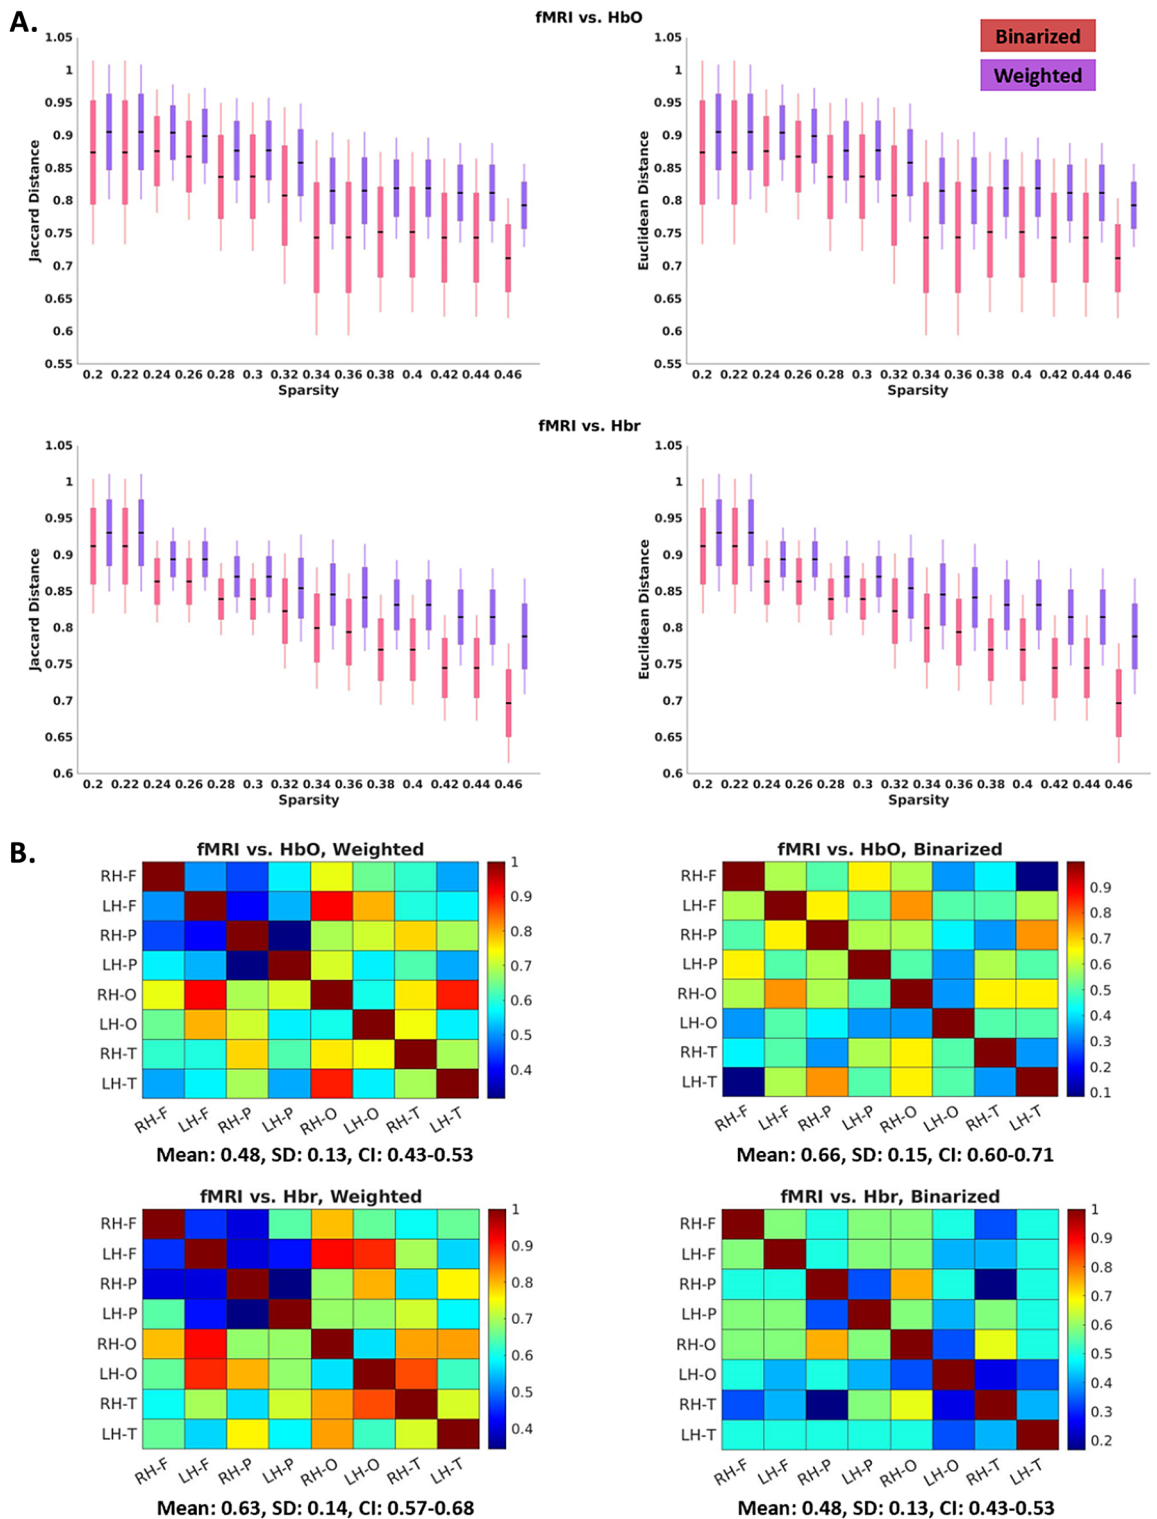 A.
fMRI vs. HbO
Binarized
Weighted
1.05
1
0.95
0.9
0.85
0.8
0.75
0.7
0.65
0.6
0.55
Jaccard Distance
0.2 0.22 0.24 0.26 0.28 0.3 0.32 0.34 0.36 0.38 0.4 0.42 0.44 0.46
Sparsity
1.05
1
0.95
0.9
0.85
0.8
0.75
0.7
0.65
0.6
0.55
Euclidean Distance
0.2 0.22 0.24 0.26 0.28 0.3 0.32 0.34 0.36 0.38 0.4 0.42 0.44 0.46
Sparsity
fMRI vs. Hbr
1.05
1
0.95
0.9
0.85
0.8
0.75
0.7
0.65
0.6
Jaccard Distance
0.2 0.22 0.24 0.26 0.28 0.3 0.32 0.34 0.36 0.38 0.4 0.42 0.44 0.46
Sparsity
1.05
1
0.95
0.9
0.85
0.8
0.75
0.7
0.65
0.6
Euclidean Distance
0.2 0.22 0.24 0.26 0.28 0.3 0.32 0.34 0.36 0.38 0.4 0.42 0.44 0.46
Sparsity
B.
fMRI vs. HbO, Weighted
RH-F
LH-F
RH-P
LH-P
RH-O
LH-O
RH-T
LH-T
RH-F LH-F RH-P LH-P RH-O LH-O RH-T LH-T
1
0.9
0.8
0.7
0.6
0.5
0.4
Mean: 0.48, SD: 0.13, CI: 0.43-0.53
fMRI vs. HbO, Binarized
RH-F
LH-F
RH-P
LH-P
RH-O
LH-O
RH-T
LH-T
RH-F LH-F RH-P LH-P RH-O LH-O RH-T LH-T
0.9
0.8
0.7
0.6
0.5
0.4
0.3
0.2
0.1
Mean: 0.66, SD: 0.15, CI: 0.60-0.71
fMRI vs. Hbr, Weighted
RH-F
LH-F
RH-P
LH-P
RH-O
LH-O
RH-T
LH-T
RH-F LH-F RH-P LH-P RH-O LH-O RH-T LH-T
1
0.9
0.8
0.7
0.6
0.5
0.4
Mean: 0.63, SD: 0.14, CI: 0.57-0.68
fMRI vs. Hbr, Binarized
RH-F
LH-F
RH-P
LH-P
RH-O
LH-O
RH-T
LH-T
RH-F LH-F RH-P LH-P RH-O LH-O RH-T LH-T
1
0.9
0.8
0.7
0.6
0.5
0.4
0.3
0.2
Mean: 0.48, SD: 0.13, CI: 0.43-0.53